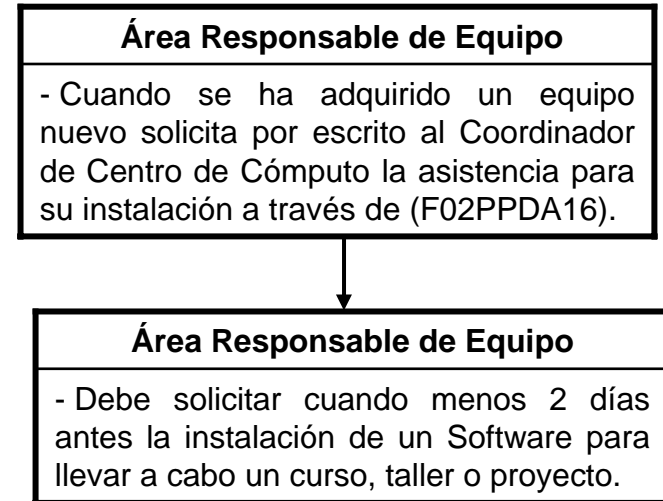 Área Responsable de Equipo
- Cuando se ha adquirido un equipo
nuevo solicita por escrito al Coordinador
de Centro de Cómputo la asistencia para
su instalación a través de (F02PPDA16).
Área Responsable de Equipo
- Debe solicitar cuando menos 2 días
antes la instalación de un Software para
llevar a cabo un curso, taller o proyecto.